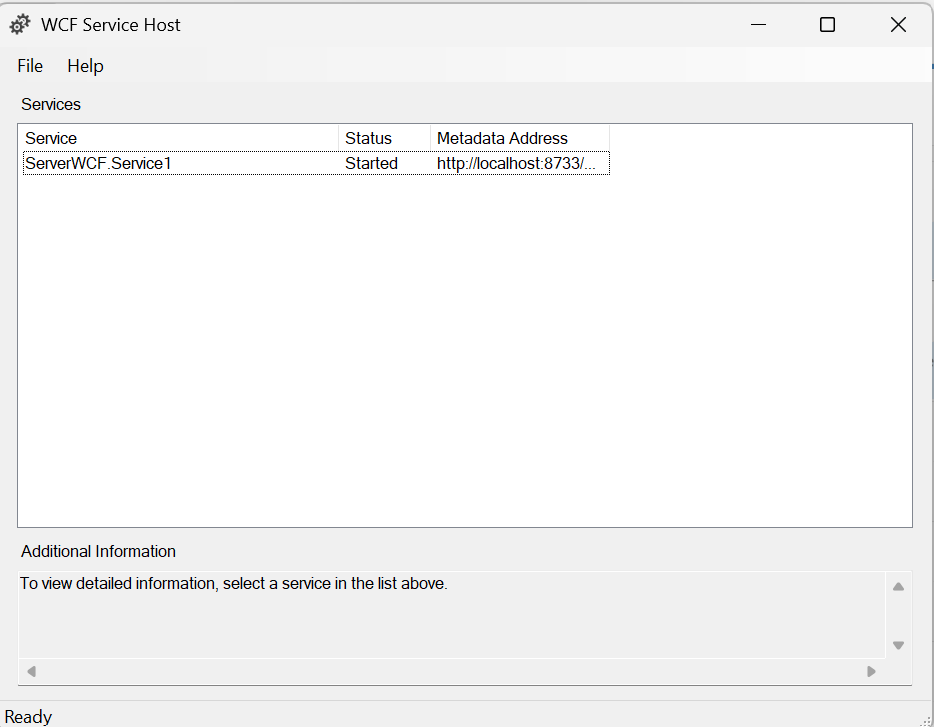 WCF Service Host
File Help
Services
Service Status Metadata Address
ServerWCF.Service1 Started http://localhost:8733/...
Additional Information
To view detailed information, select a service in the list above.
Ready